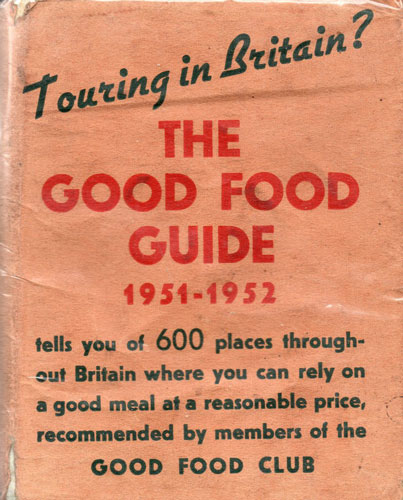 Touring in Britain?
THE
GOOD FOOD
GUIDE
1951-1952
tells you of 600 places through-
out Britain where you can rely on
a good meal at a reasonable price,
recommended by members of the
GOOD FOOD CLUB